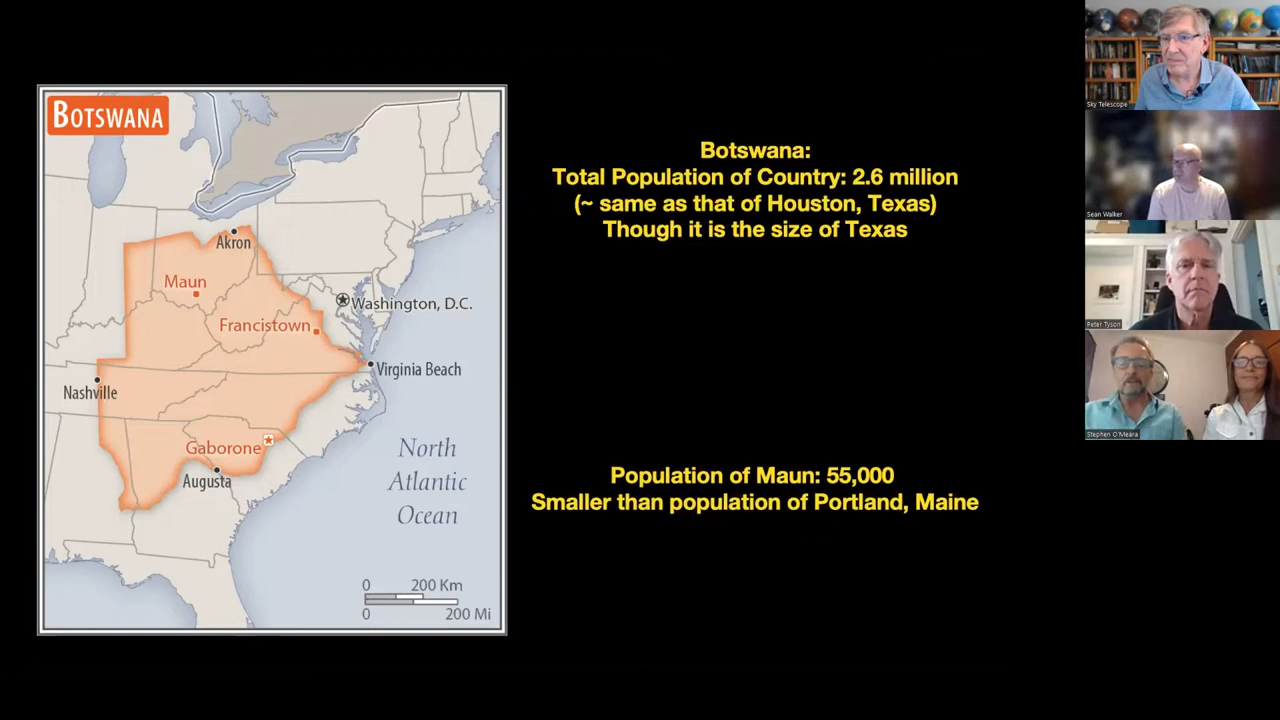 BOTSWANA
Akron
Maun
Washington, D.C.
Francistown
Virginia Beach
Nashville
Gaborone
Augusta
North
Atlantic
Ocean
0 200 Km
0 200 Mi
Botswana:
Total Population of Country: 2.6 million
(~ same as that of Houston, Texas)
Though it is the size of Texas
Population of Maun: 55,000
Smaller than population of Portland, Maine
Sky Telescope
Sean Walker
Peter Tyson
Stephen O'Meara